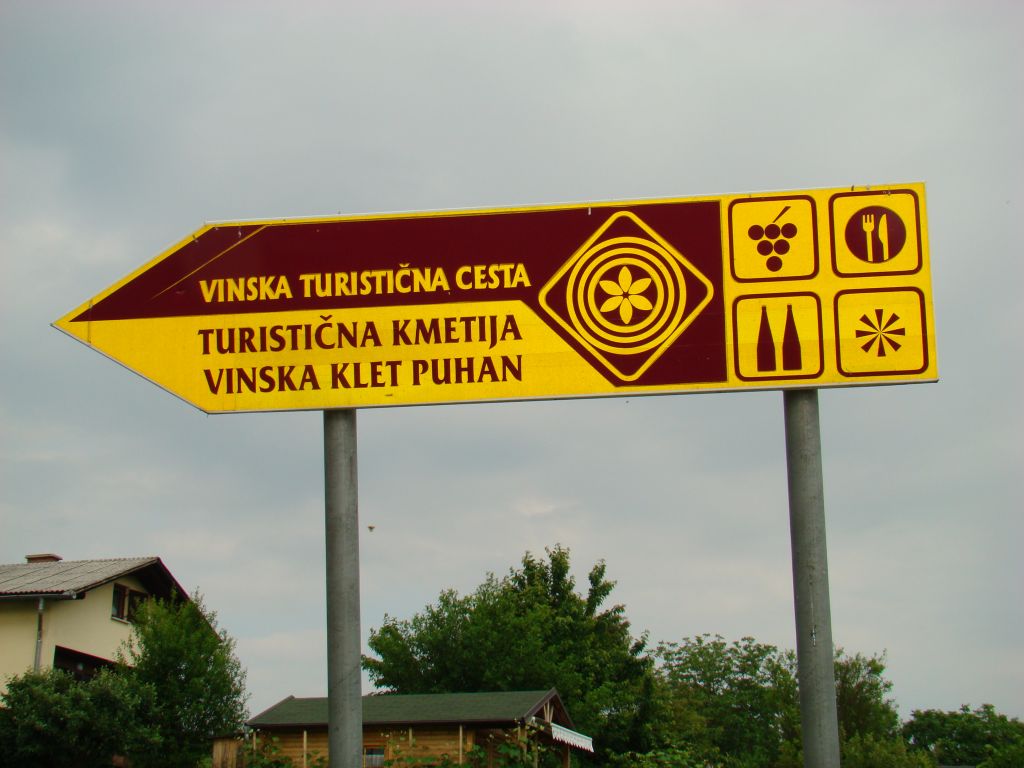 VINSKA TURISTIČNA CESTA
TURISTIČNA KMETIJA
VINSKA KLET PUHAN